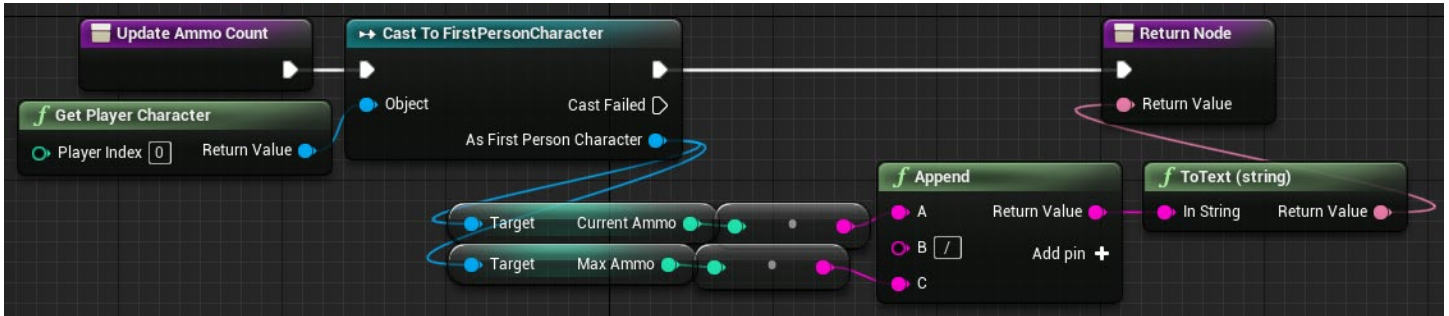 Update Ammo Count
Cast To FirstPersonCharacter
Return Node
Object
Cast Failed
Return Value
f Get Player Character
Player Index 0 Return Value
As First Person Character
f Append
f ToText (string)
Target Current Ammo
A Return Value
In String Return Value
B / Add pin +
Target Max Ammo
C